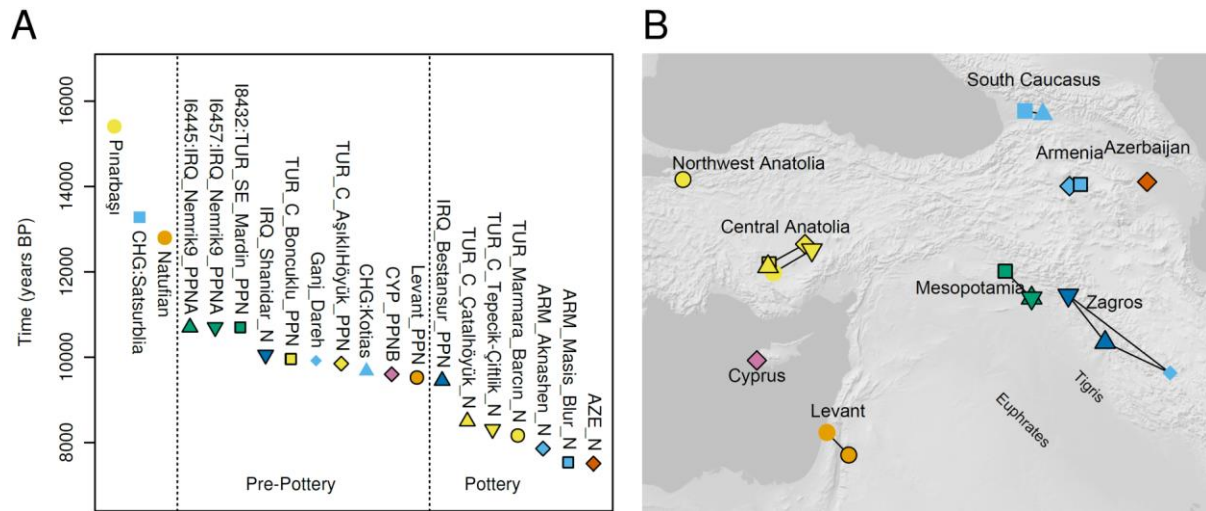 A
Time (years BP)
16000
14000
12000
10000
8000
Pınarbaşı
CHG:Satsurblia
Natufian
I6445:IRQ_Nemrik9_PPNA
I6457:IRQ_Nemrik9_PPNA
I8432:TUR_SE_Mardin_PPN
IRQ_Shanidar_N
TUR_C_Boncuklu_PPN
Ganj_Dareh
TUR_C_AşıklıHöyük_PPN
CHG:Kotias
CYP_PPNB
Levant_PPN
IRQ_Bestansur_PPN
TUR_C_Çatalhöyük_N
TUR_C_Tepecik-Çiftlik_N
TUR_Marmara_Barcın_N
ARM_Aknashen_N
ARM_Masis_Blur_N
AZE_N
Pre-Pottery
Pottery
B
South Caucasus
Armenia
Azerbaijan
Northwest Anatolia
Central Anatolia
Mesopotamia
Zagros
Cyprus
Tigris
Euphrates
Levant